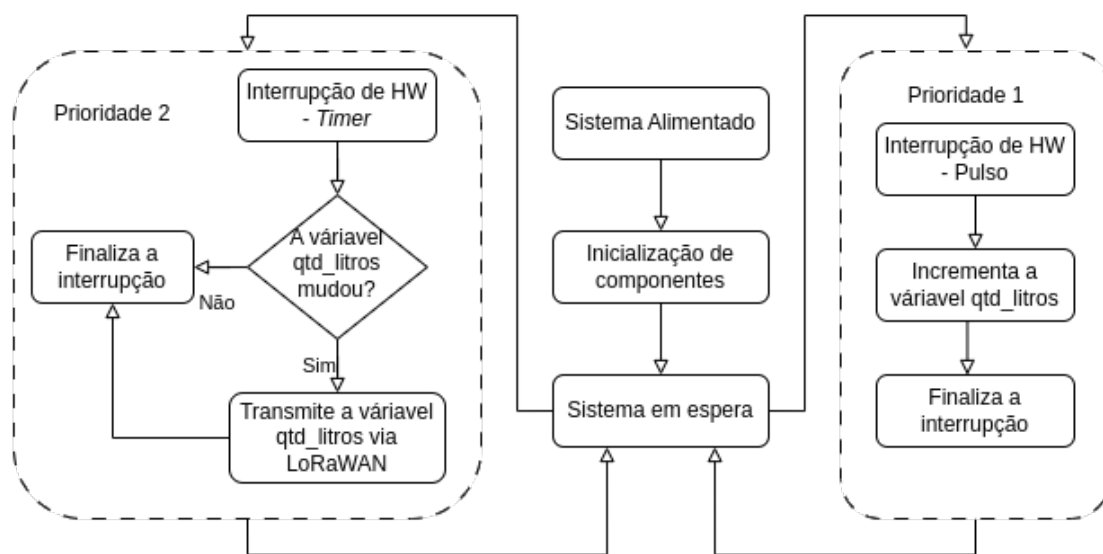 Prioridade 2
Interrupção de HW
- Timer
A váriavel
qtd_litros
mudou?
Não
Finaliza a
interrupção
Sim
Transmite a váriavel
qtd_litros via
LoRaWAN
Sistema Alimentado
Inicialização de
componentes
Sistema em espera
Prioridade 1
Interrupção de HW
- Pulso
Incrementa a
váriavel qtd_litros
Finaliza a
interrupção